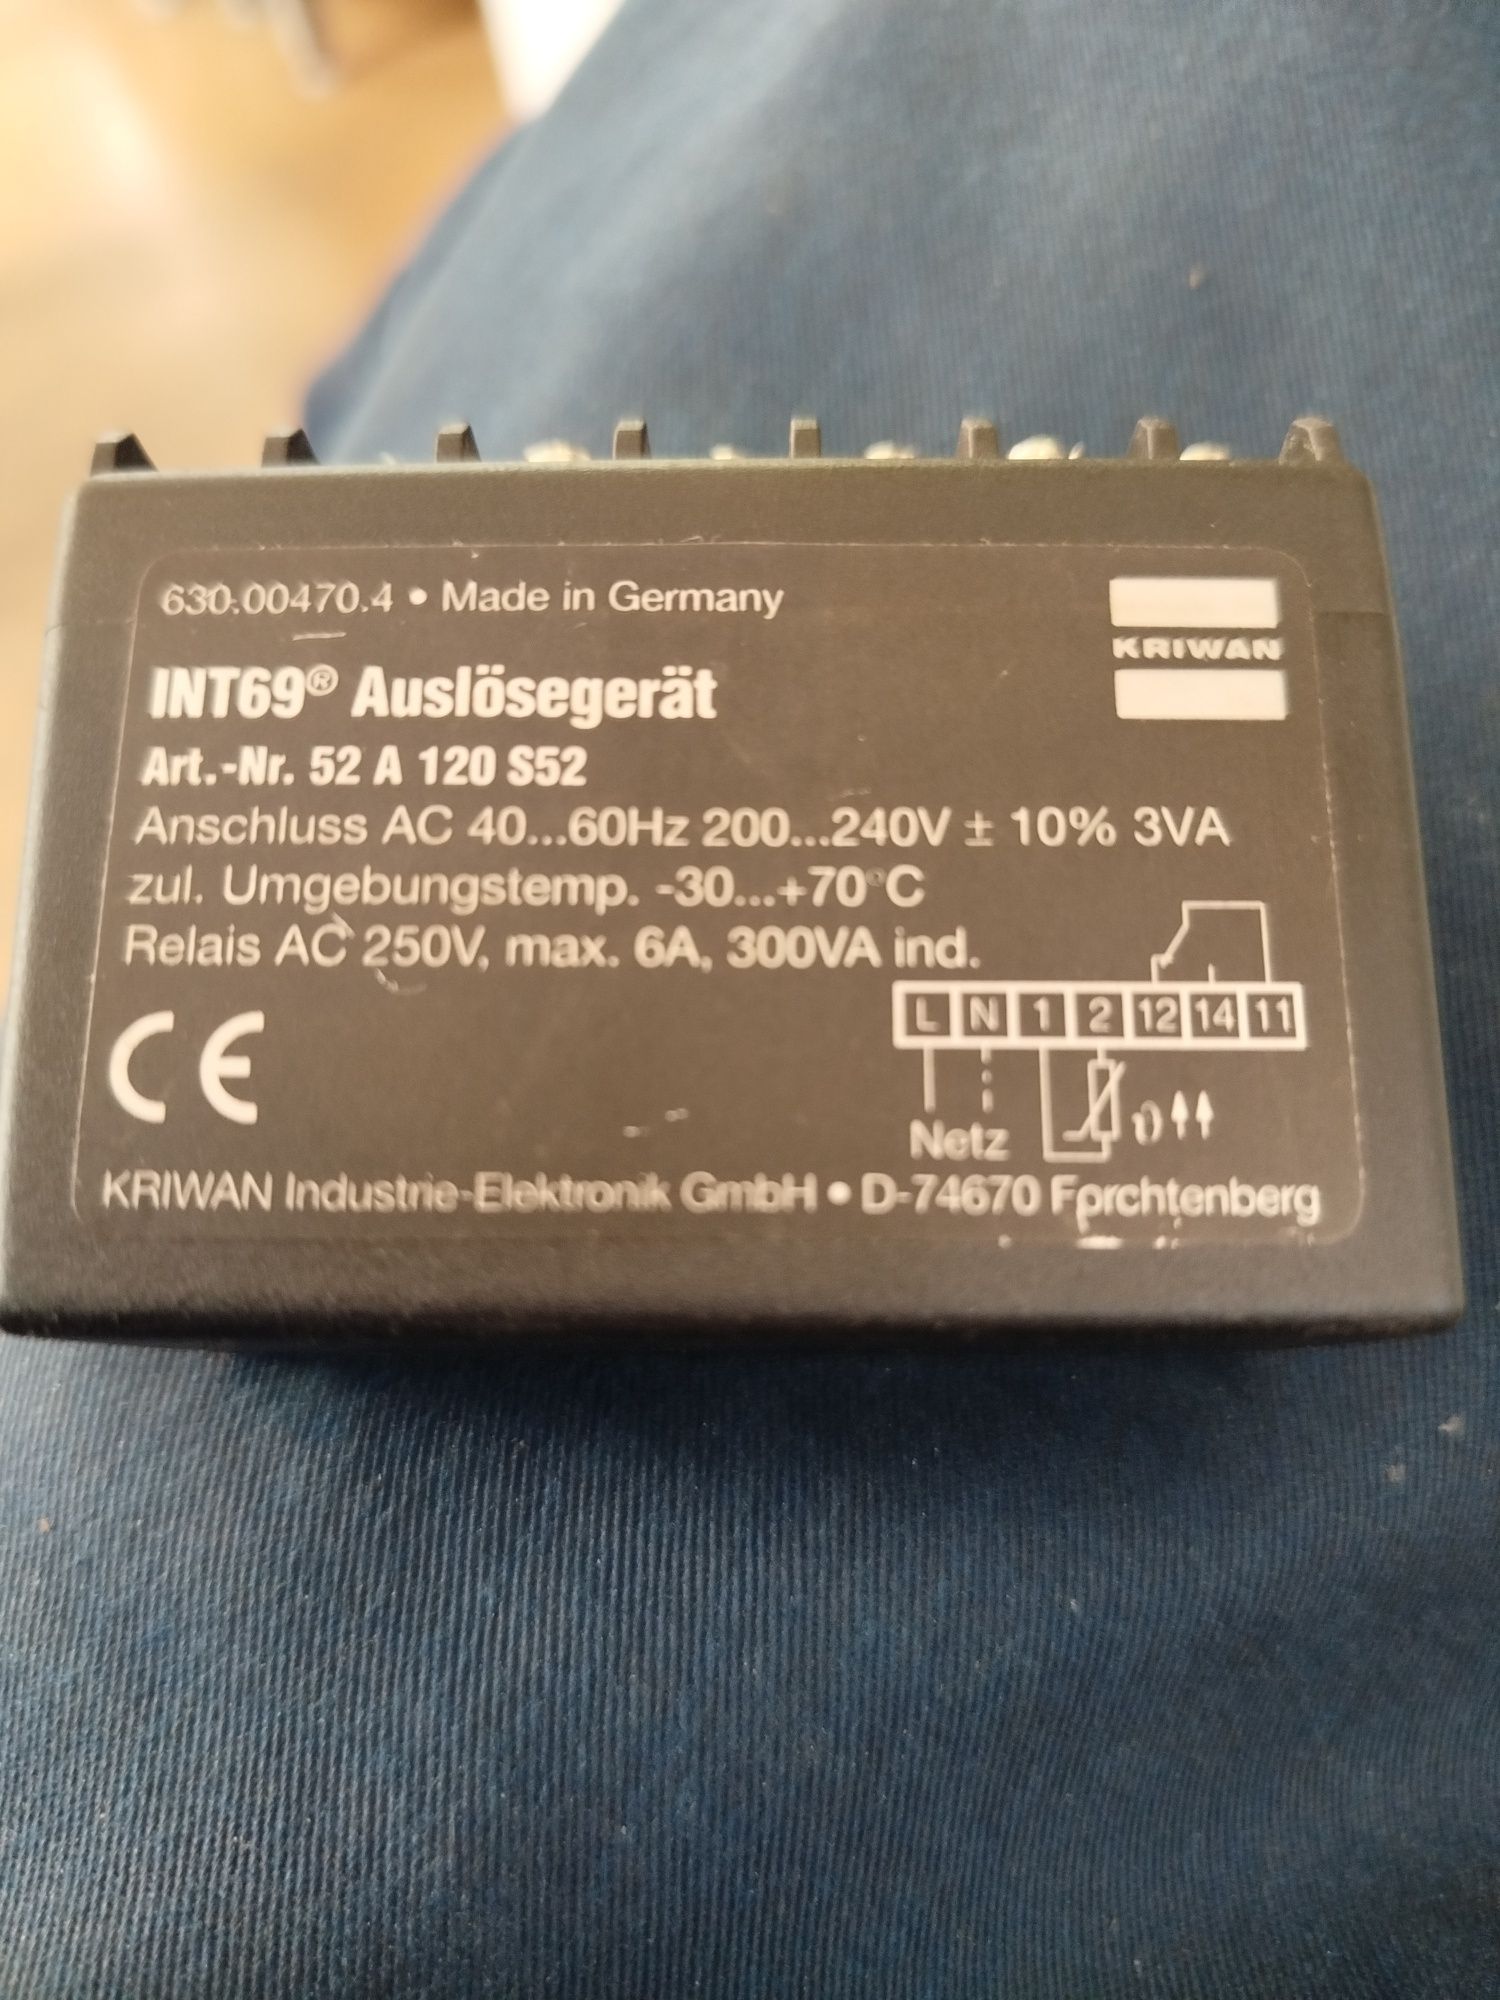 630.00470.4 • Made in Germany
KRIWAN
INT69® Auslösegerät
Art.-Nr. 52 A 120 S52
Anschluss AC 40...60Hz 200...240V ± 10% 3VA
zul. Umgebungstemp. -30...+70°C
Relais AC 250V, max. 6A, 300VA ind.
L N 1 2 12 14 11
CE
Netz ϑ
KRIWAN Industrie-Elektronik GmbH • D-74670 Forchtenberg